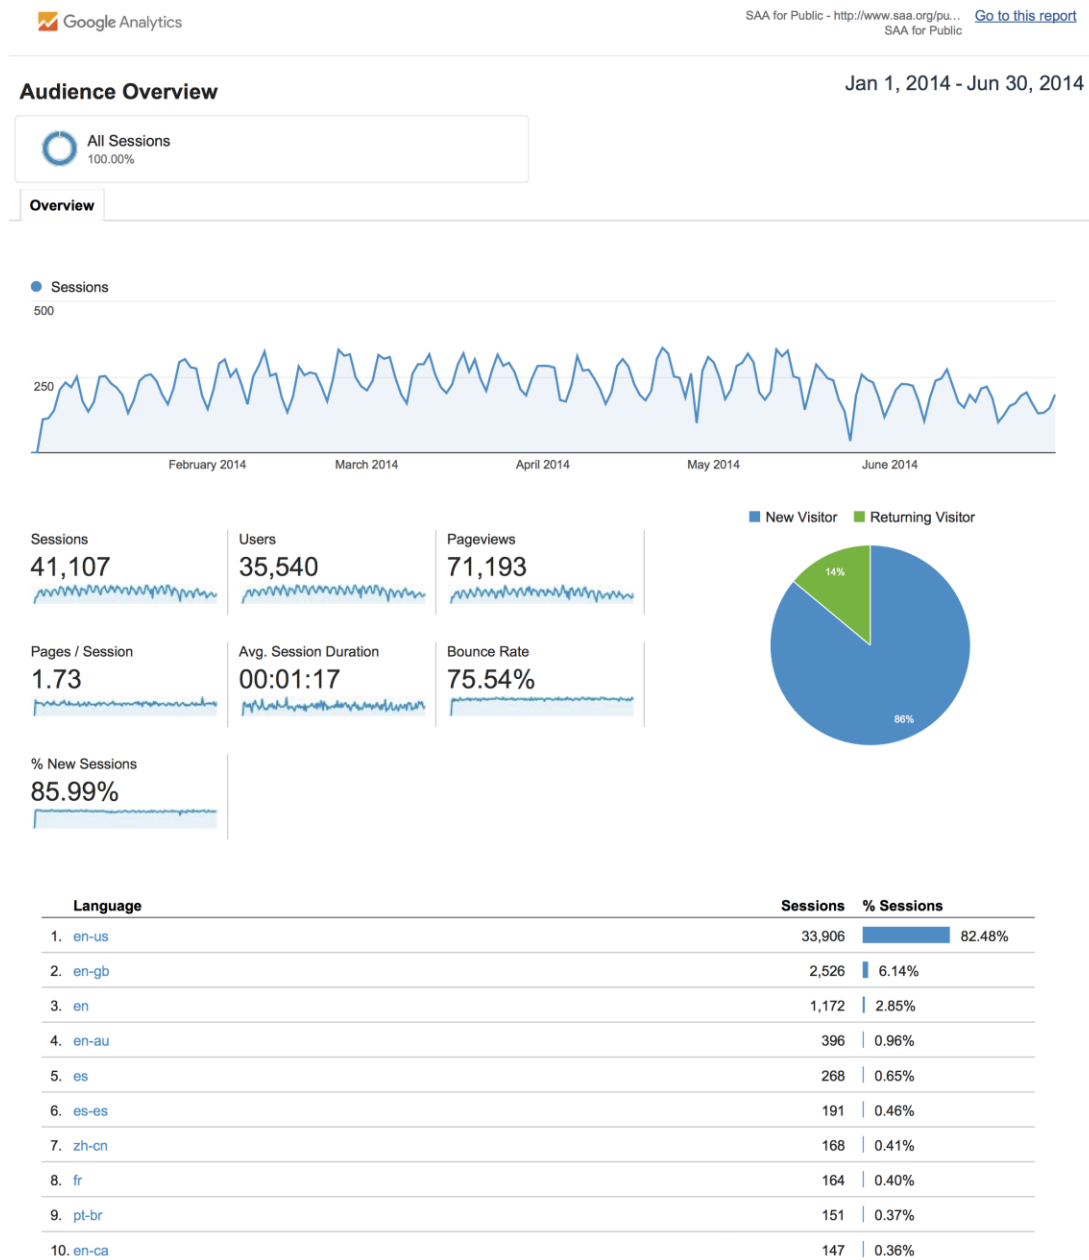 Google Analytics
SAA for Public - http://www.saa.org/pu...
SAA for Public
Go to this report
Audience Overview
Jan 1, 2014 - Jun 30, 2014
All Sessions
100.00%
Overview
Sessions
500
250
February 2014 March 2014 April 2014 May 2014 June 2014
New Visitor Returning Visitor
14%
86%
Sessions
41,107
Users
35,540
Pageviews
71,193
Pages / Session
1.73
Avg. Session Duration
00:01:17
Bounce Rate
75.54%
% New Sessions
85.99%
Language Sessions % Sessions
1. en-us 33,906 82.48%
2. en-gb 2,526 6.14%
3. en 1,172 2.85%
4. en-au 396 0.96%
5. es 268 0.65%
6. es-es 191 0.46%
7. zh-cn 168 0.41%
8. fr 164 0.40%
9. pt-br 151 0.37%
10. en-ca 147 0.36%